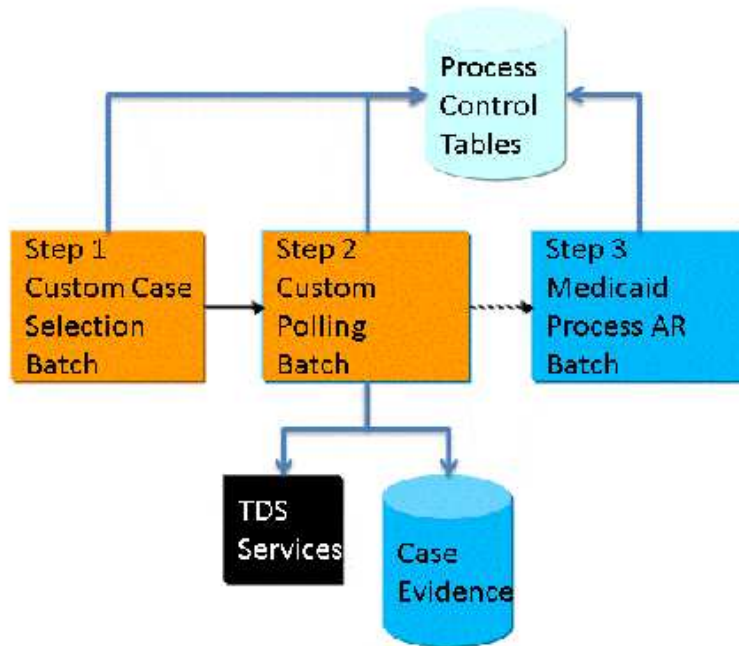 Process
Control
Tables
Step 1
Custom Case
Selection
Batch
Step 2
Custom
Polling
Batch
Step 3
Medicaid
Process AR
Batch
TDS
Services
Case
Evidence